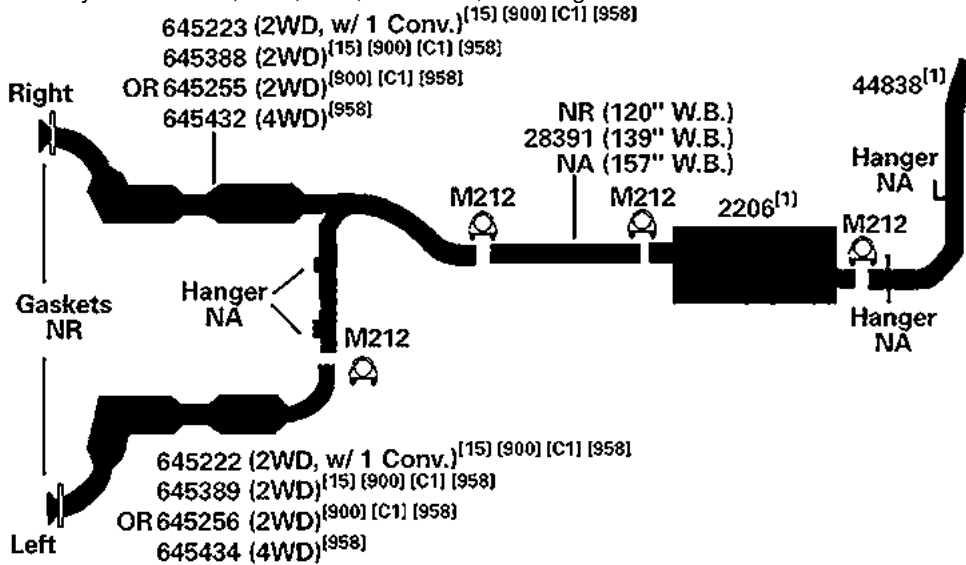 645223 (2WD, w/ 1 Conv.)[15] [900] [C1] [958]
645388 (2WD)[15] [900] [C1] [958]
OR 645255 (2WD)[900] [C1] [958]
645432 (4WD)[958]
Right
NR (120" W.B.)
28391 (139" W.B.)
NA (157" W.B.)
44838[1]
Hanger
NA
M212
M212
2206[1]
M212
Hanger
NA
Gaskets
NR
Hanger
NA
M212
645222 (2WD, w/ 1 Conv.)[15] [900] [C1] [958]
645389 (2WD)[15] [900] [C1] [958]
OR 645256 (2WD)[900] [C1] [958]
645434 (4WD)[958]
Left